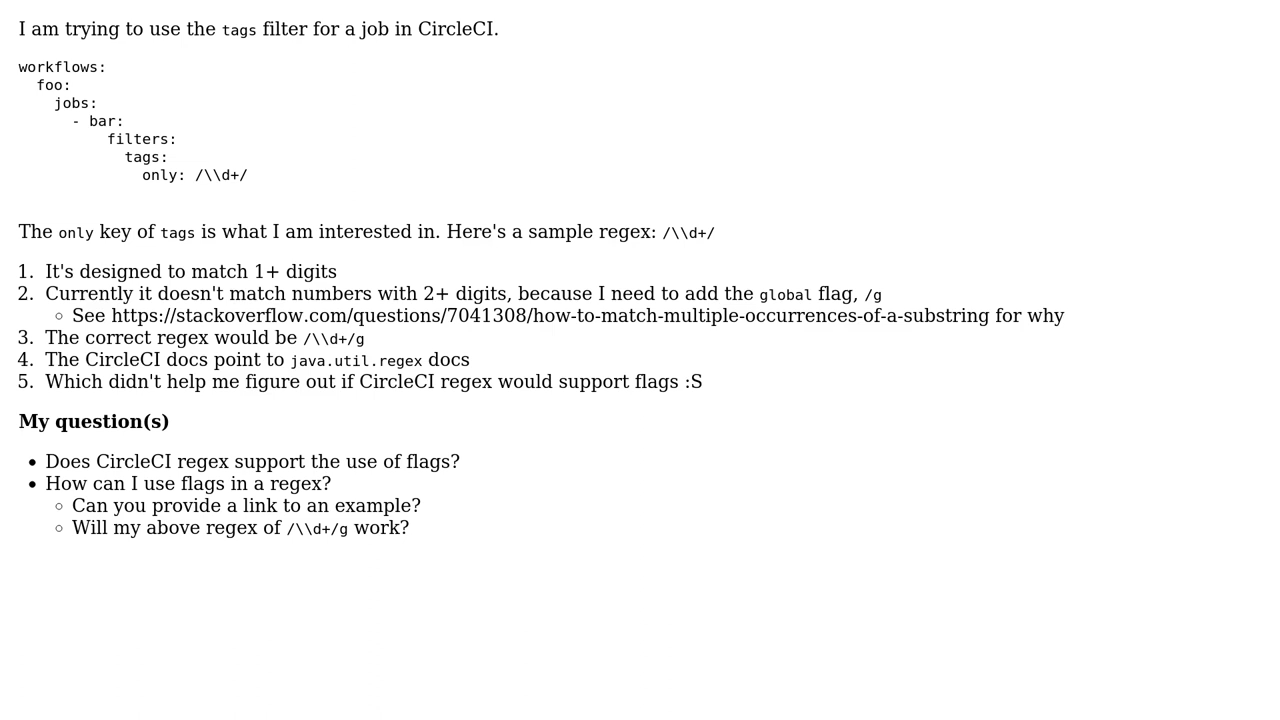 I am trying to use the tags filter for a job in CircleCI.
workflows:
  foo:
    jobs:
      - bar:
          filters:
            tags:
              only: /\\d+/
The only key of tags is what I am interested in. Here's a sample regex: /\\d+/
1. It's designed to match 1+ digits
2. Currently it doesn't match numbers with 2+ digits, because I need to add the global flag, /g
See https://stackoverflow.com/questions/7041308/how-to-match-multiple-occurrences-of-a-substring for why
3. The correct regex would be /\\d+/g
4. The CircleCI docs point to java.util.regex docs
5. Which didn't help me figure out if CircleCI regex would support flags :S
My question(s)
Does CircleCI regex support the use of flags?
How can I use flags in a regex?
Can you provide a link to an example?
Will my above regex of /\\d+/g work?